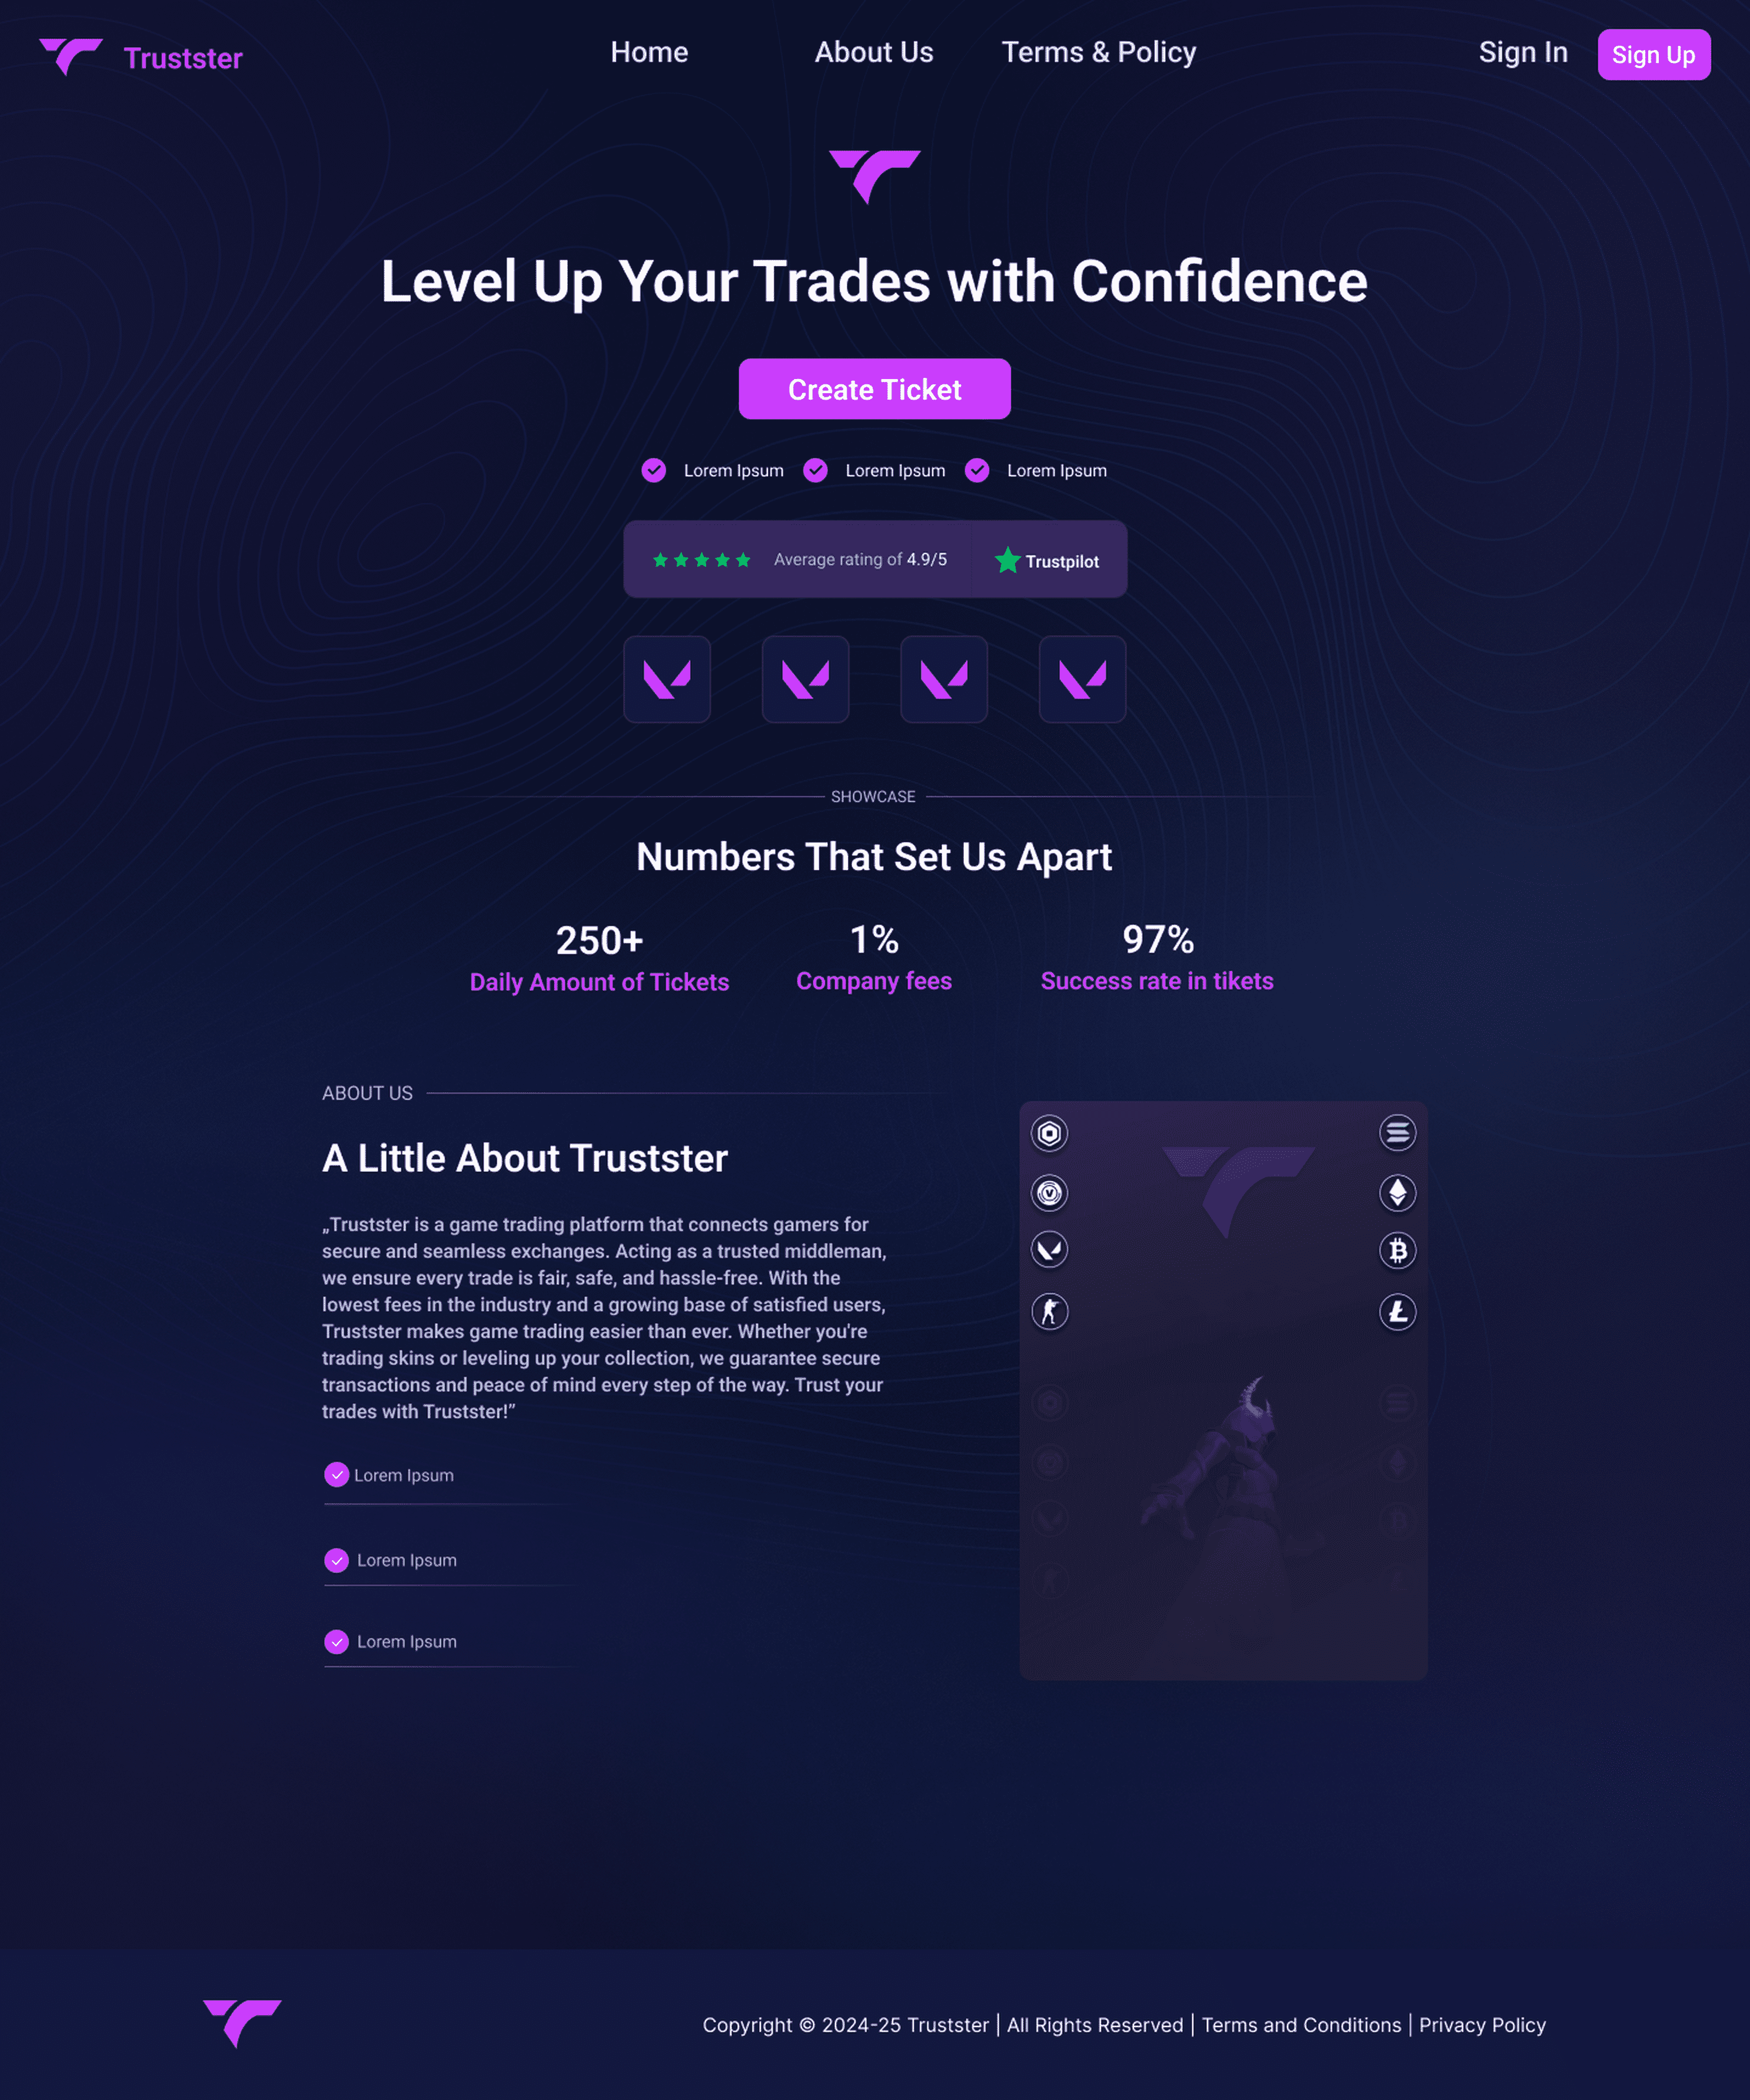 Trustster
Home
About Us
Terms & Policy
Sign In
Sign Up
Level Up Your Trades with Confidence
Create Ticket
Lorem Ipsum
Lorem Ipsum
Lorem Ipsum
Average rating of 4.9/5
Trustpilot
SHOWCASE
Numbers That Set Us Apart
250+
Daily Amount of Tickets
1%
Company fees
97%
Success rate in tikets
ABOUT US
A Little About Trustster
„Trustster is a game trading platform that connects gamers for
secure and seamless exchanges. Acting as a trusted middleman,
we ensure every trade is fair, safe, and hassle-free. With the
lowest fees in the industry and a growing base of satisfied users,
Trustster makes game trading easier than ever. Whether you're
trading skins or leveling up your collection, we guarantee secure
transactions and peace of mind every step of the way. Trust your
trades with Trustster!”
Lorem Ipsum
Lorem Ipsum
Lorem Ipsum
Copyright © 2024-25 Trustster | All Rights Reserved | Terms and Conditions | Privacy Policy